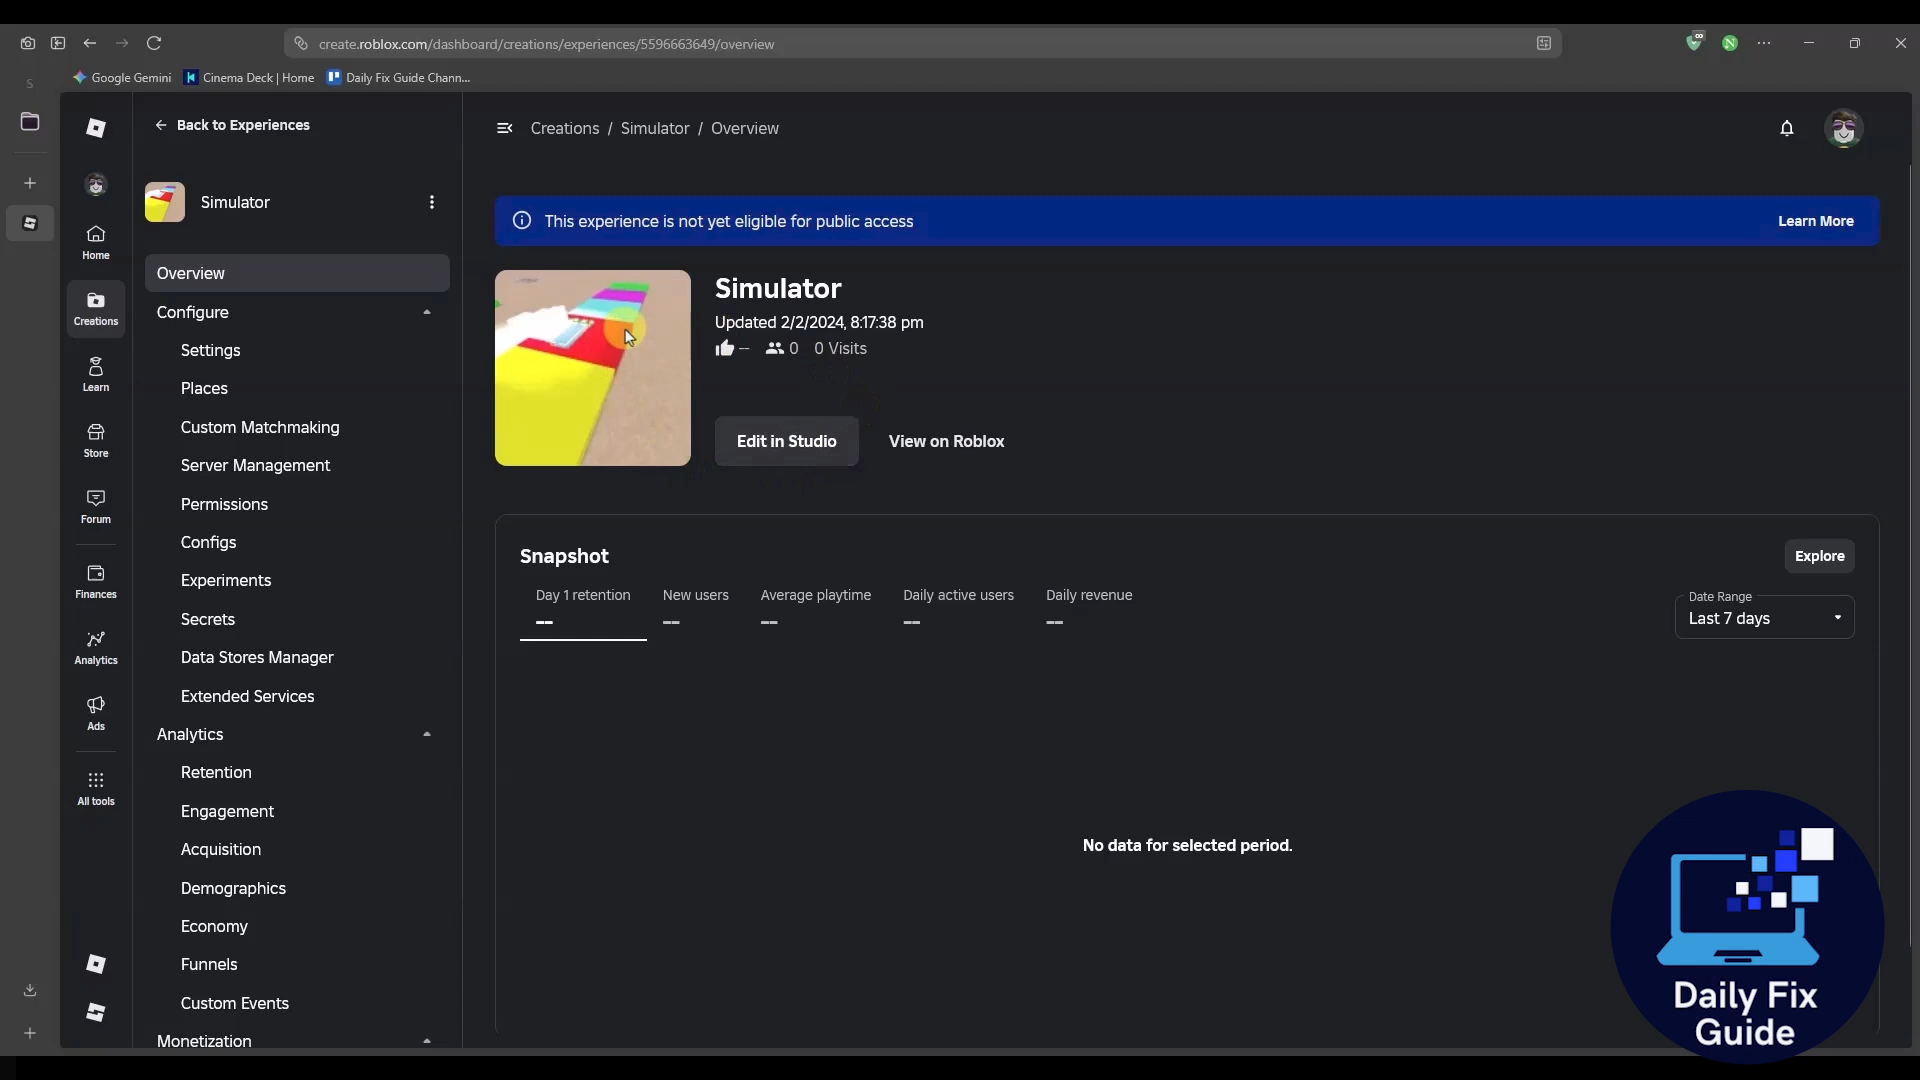 create.roblox.com/dashboard/creations/experiences/5596663649/overview
Google Gemini
Cinema Deck | Home
Daily Fix Guide Chann...
S
Home
Creations
Learn
Store
Forum
Finances
Analytics
Ads
All tools
Back to Experiences
Simulator
Overview
Configure
Settings
Places
Custom Matchmaking
Server Management
Permissions
Configs
Experiments
Secrets
Data Stores Manager
Extended Services
Analytics
Retention
Engagement
Acquisition
Demographics
Economy
Funnels
Custom Events
Monetization
Creations / Simulator / Overview
This experience is not yet eligible for public access
Learn More
Simulator
Updated 2/2/2024, 8:17:38 pm
-- 0 0 Visits
Edit in Studio
View on Roblox
Snapshot
Explore
Day 1 retention
--
New users
--
Average playtime
--
Daily active users
--
Daily revenue
--
Date Range
Last 7 days
No data for selected period.
Daily Fix
Guide